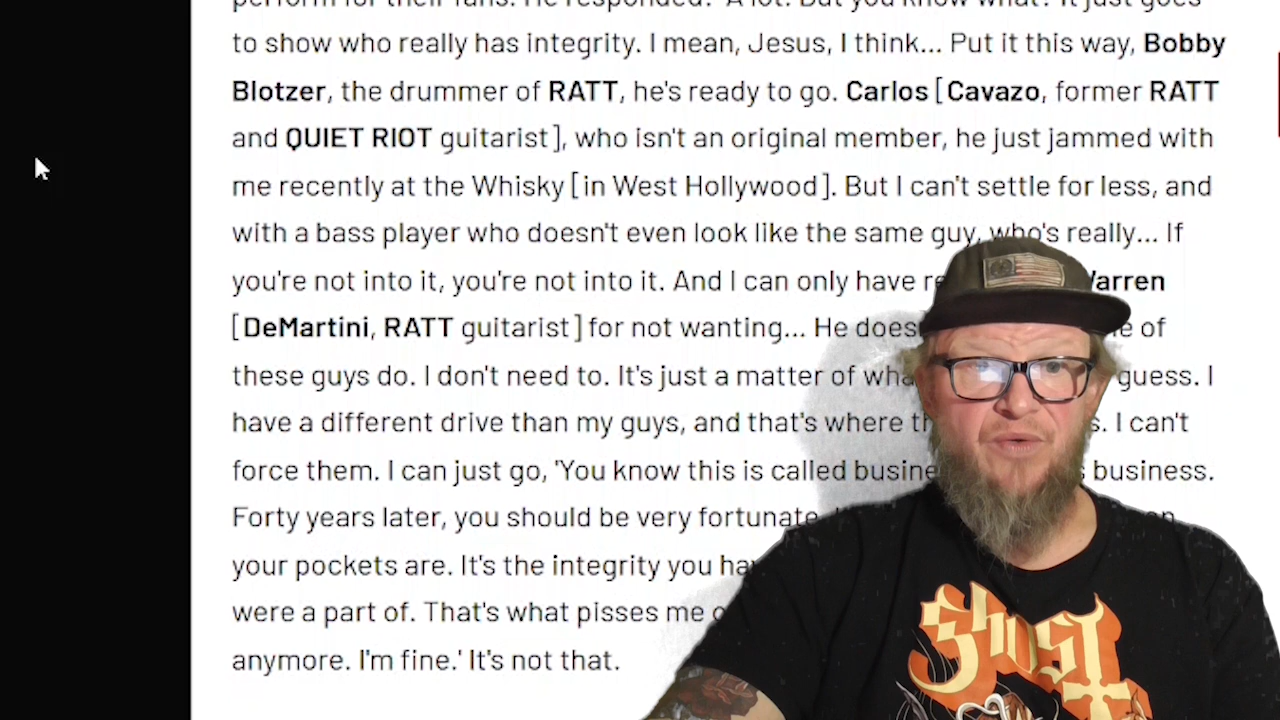 perform for their fans. He responded: "A lot. But you know what? It just goes
to show who really has integrity. I mean, Jesus, I think... Put it this way, Bobby
Blotzer, the drummer of RATT, he's ready to go. Carlos [Cavazo, former RATT
and QUIET RIOT guitarist], who isn't an original member, he just jammed with
me recently at the Whisky [in West Hollywood]. But I can't settle for less, and
with a bass player who doesn't even look like the same guy, who's really... If
you're not into it, you're not into it. And I can only have Warren
[DeMartini, RATT guitarist] for not wanting... He of
these guys do. I don't need to. It's just a matter of guess. I
have a different drive than my guys, and that's where I can't
force them. I can just go, 'You know this is called business.
Forty years later, you should be very fortunate
your pockets are. It's the integrity you
were a part of. That's what pisses me
anymore. I'm fine.' It's not that.
Ghost